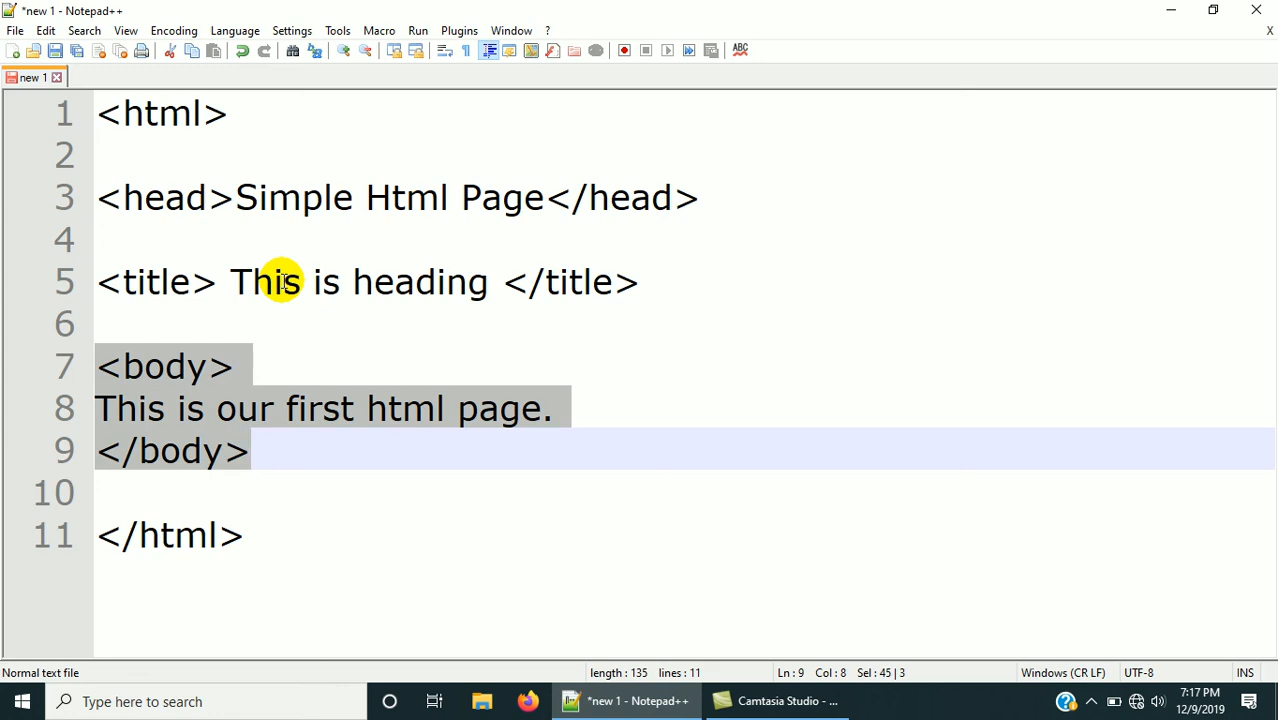 *new 1 - Notepad++
File Edit Search View Encoding Language Settings Tools Macro Run Plugins Window ? X
ABC
new 1
1 <html>
2
3 <head>Simple Html Page</head>
4
5 <title> This is heading </title>
6
7 <body>
8 This is our first html page.
9 </body>
10
11 </html>
Normal text file length : 135 lines : 11 Ln : 9 Col : 8 Sel : 45 | 3 Windows (CR LF) UTF-8 INS
Type here to search *new 1 - Notepad++ Camtasia Studio - ... 7:17 PM
12/9/2019